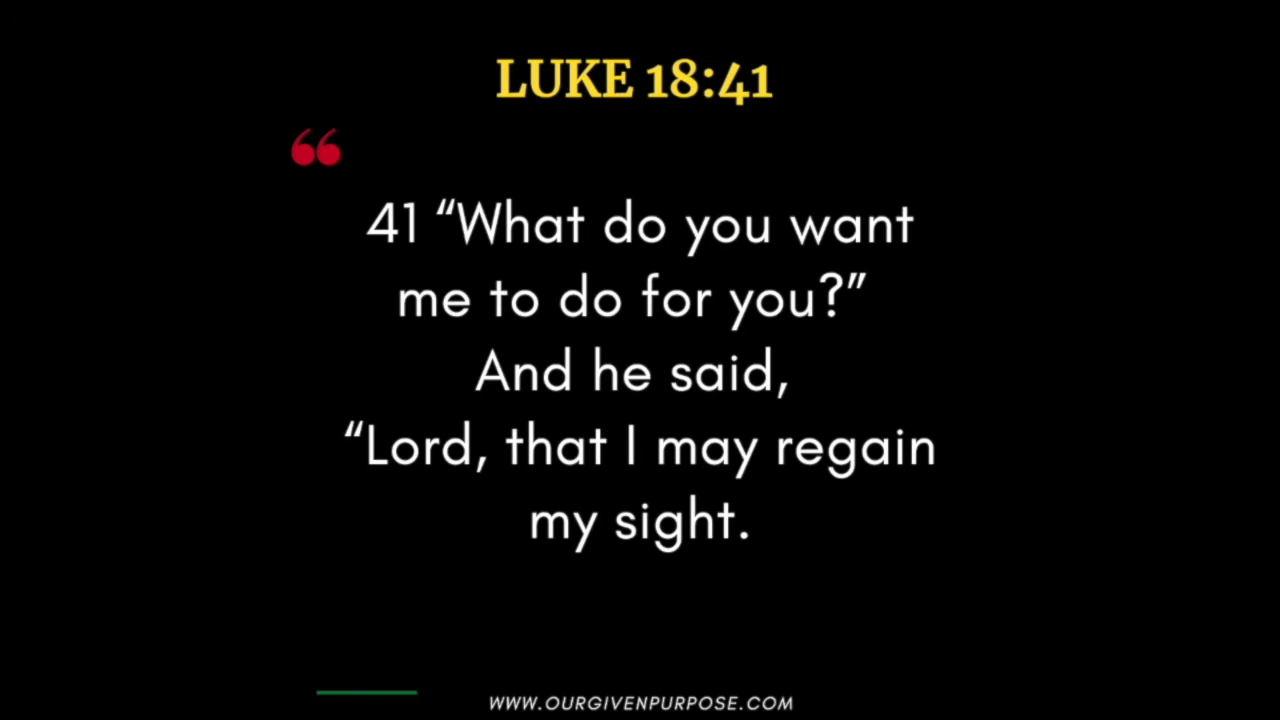 LUKE 18:41
“
41 “What do you want
me to do for you?”
And he said,
“Lord, that I may regain
my sight.
WWW.OURGIVENPURPOSE.COM